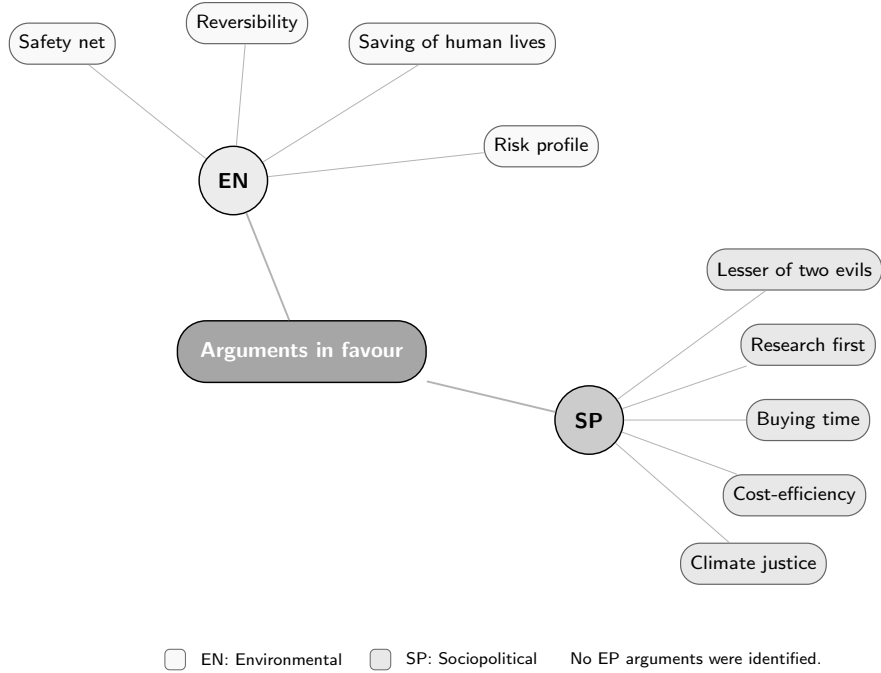 Reversibility
Safety net
Saving of human lives
Risk profile
EN
Lesser of two evils
Research first
Arguments in favour
Buying time
SP
Cost-efficiency
Climate justice
EN: Environmental
SP: Sociopolitical
No EP arguments were identified.